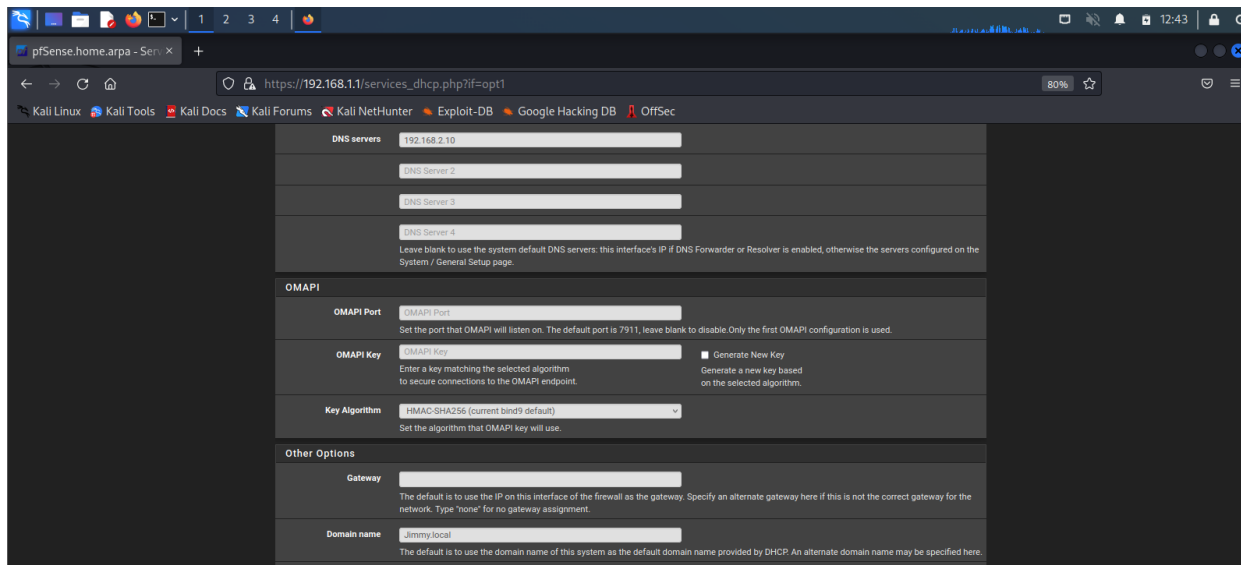 1 2 3 4 12:43
pfSense.home.arpa - Serv × +
https://192.168.1.1/services_dhcp.php?if=opt1 80%
Kali Linux Kali Tools Kali Docs Kali Forums Kali NetHunter Exploit-DB Google Hacking DB OffSec
DNS servers 192.168.2.10
DNS Server 2
DNS Server 3
DNS Server 4
Leave blank to use the system default DNS servers: this interface's IP if DNS Forwarder or Resolver is enabled, otherwise the servers configured on the
System / General Setup page.
OMAPI
OMAPI Port OMAPI Port
Set the port that OMAPI will listen on. The default port is 7911, leave blank to disable.Only the first OMAPI configuration is used.
OMAPI Key OMAPI Key Generate New Key
Enter a key matching the selected algorithm Generate a new key based
to secure connections to the OMAPI endpoint. on the selected algorithm.
Key Algorithm HMAC-SHA256 (current bind9 default)
Set the algorithm that OMAPI key will use.
Other Options
Gateway
The default is to use the IP on this interface of the firewall as the gateway. Specify an alternate gateway here if this is not the correct gateway for the
network. Type "none" for no gateway assignment.
Domain name Jimmy.local
The default is to use the domain name of this system as the default domain name provided by DHCP. An alternate domain name may be specified here.